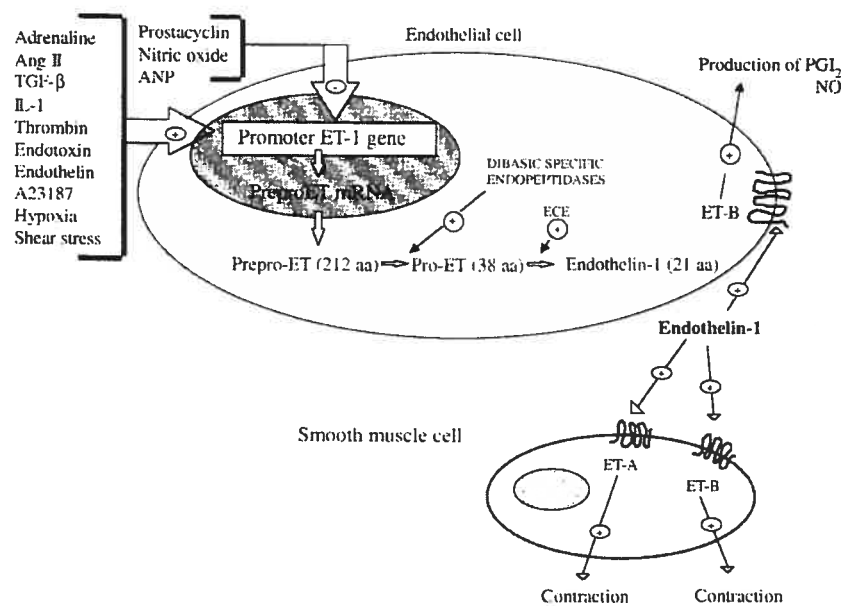 Adrenaline
Ang II
TGF-β
IL-1
Thrombin
Endotoxin
Endothelin
A23187
Hypoxia
Shear stress
Prostacyclin
Nitric oxide
ANP
Endothelial cell
Production of PGI2
NO
+
-
Promoter ET-1 gene
PreproET mRNA
DIBASIC SPECIFIC
ENDOPEPTIDASES
+
ECE
+
+
ET-B
Prepro-ET (212 aa)
Pro-ET (38 aa)
Endothelin-1 (21 aa)
+
Endothelin-1
+
+
Smooth muscle cell
ET-A
ET-B
+
+
Contraction
Contraction